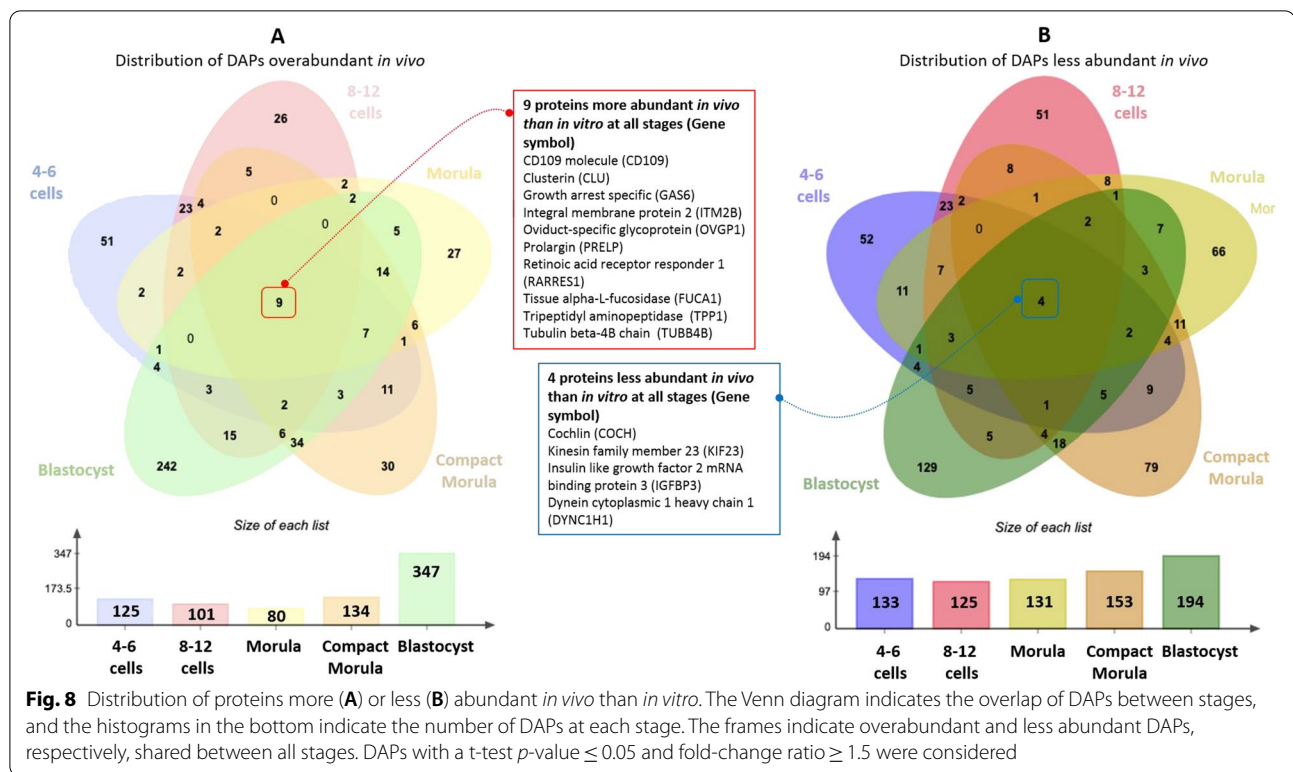 A
Distribution of DAPs overabundant in vivo
8-12
cells
26
4-6
cells
5
2
Morula
0
2
23
4
51
2
0
5
27
2
14
2
9
6
0
7
1
1
4
3
3
11
2
15
6
34
Blastocyst
242
30
Compact
Morula
Size of each list
347
173.5
0
125
101
80
134
347
4-6
cells
8-12
cells
Morula
Compact
Morula
Blastocyst
9 proteins more abundant in vivo
than in vitro at all stages (Gene
symbol)
CD109 molecule (CD109)
Clusterin (CLU)
Growth arrest specific (GAS6)
Integral membrane protein 2 (ITM2B)
Oviduct-specific glycoprotein (OVGP1)
Prolargin (PRELP)
Retinoic acid receptor responder 1
(RARRES1)
Tissue alpha-L-fucosidase (FUCA1)
Tripeptidyl aminopeptidase (TPP1)
Tubulin beta-4B chain (TUBB4B)
4 proteins less abundant in vivo
than in vitro at all stages (Gene
symbol)
Cochlin (COCH)
Kinesin family member 23 (KIF23)
Insulin like growth factor 2 mRNA
binding protein 3 (IGFBP3)
Dynein cytoplasmic 1 heavy chain 1
(DYNC1H1)
B
Distribution of DAPs less abundant in vivo
8-12
cells
51
4-6
cells
8
8
Morula
Mor
1
1
23
2
2
7
52
0
66
7
3
11
4
11
3
2
4
1
4
5
5
9
1
5
4
18
Blastocyst
129
79
Compact
Morula
Size of each list
194
97
0
133
125
131
153
194
4-6
cells
8-12
cells
Morula
Compact
Morula
Blastocyst
Fig. 8 Distribution of proteins more (A) or less (B) abundant in vivo than in vitro. The Venn diagram indicates the overlap of DAPs between stages,
and the histograms in the bottom indicate the number of DAPs at each stage. The frames indicate overabundant and less abundant DAPs,
respectively, shared between all stages. DAPs with a t-test p-value ≤ 0.05 and fold-change ratio ≥ 1.5 were considered